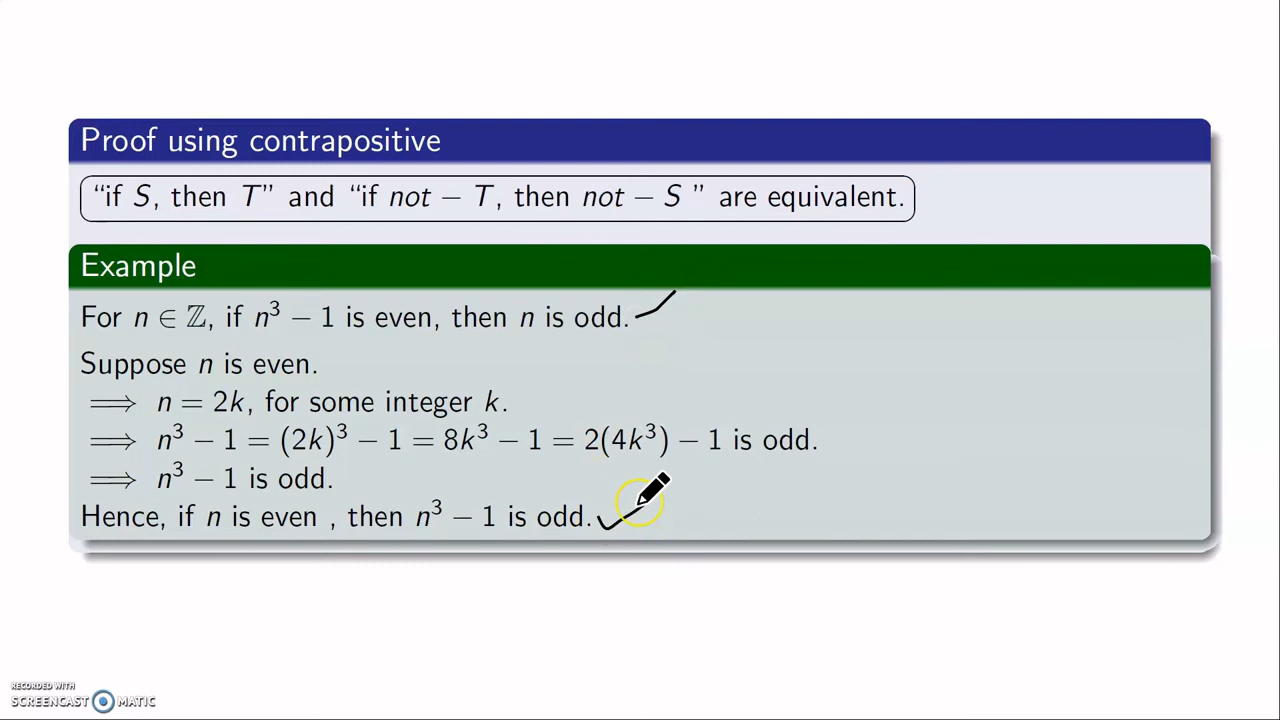 Proof using contrapositive
“if S, then T” and “if not − T, then not − S ” are equivalent.
Example
For n ∈ ℤ, if n³ − 1 is even, then n is odd.
Suppose n is even.
⟹ n = 2k, for some integer k.
⟹ n³ − 1 = (2k)³ − 1 = 8k³ − 1 = 2(4k³) − 1 is odd.
⟹ n³ − 1 is odd.
Hence, if n is even , then n³ − 1 is odd.
RECORDED WITH
SCREENCAST MATIC